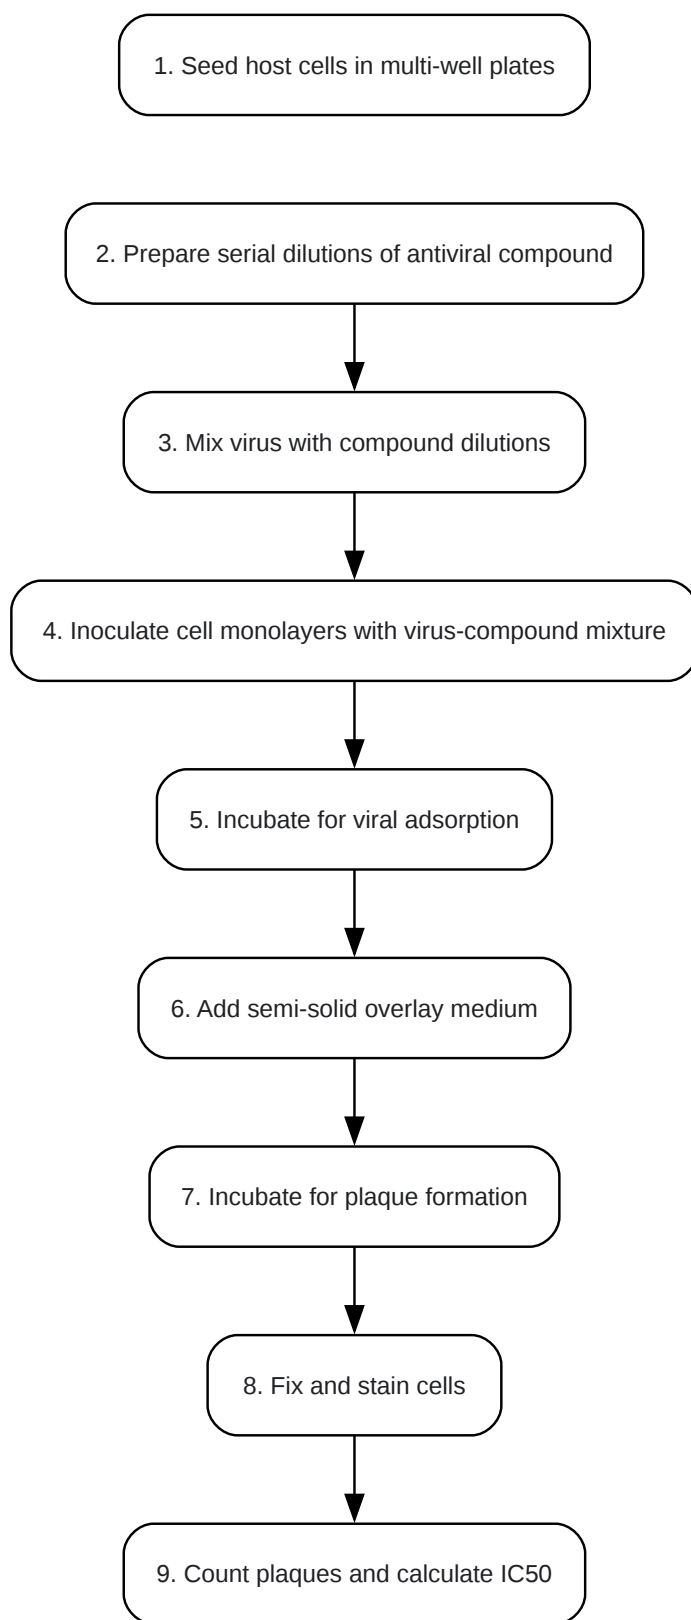 1. Seed host cells in multi-well plates
2. Prepare serial dilutions of antiviral compound
3. Mix virus with compound dilutions
4. Inoculate cell monolayers with virus-compound mixture
5. Incubate for viral adsorption
6. Add semi-solid overlay medium
7. Incubate for plaque formation
8. Fix and stain cells
9. Count plaques and calculate IC50